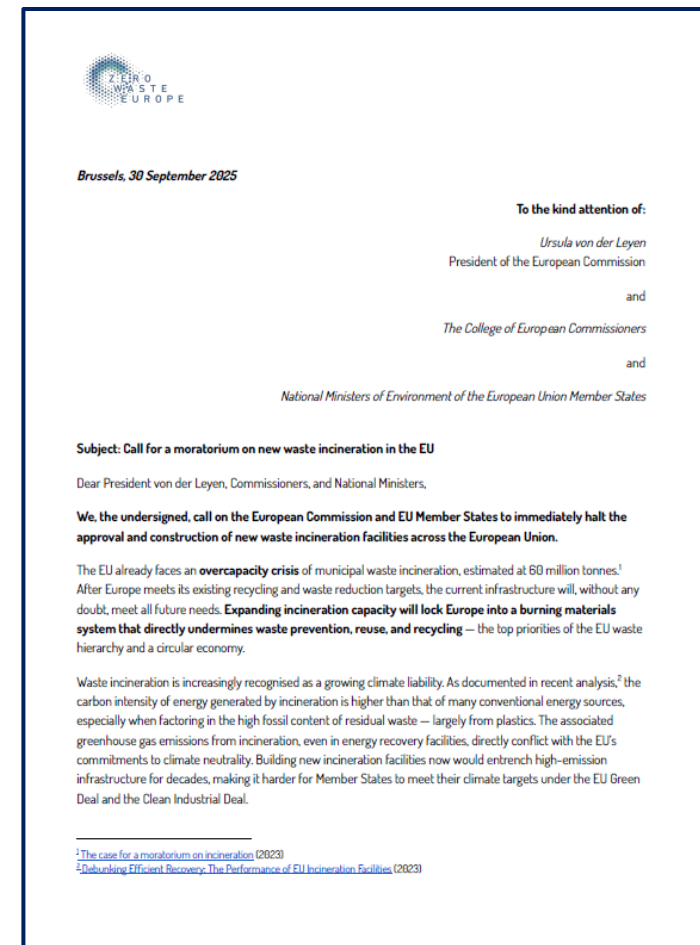 ZERO
WASTE
EUROPE
Brussels, 30 September 2025
To the kind attention of:
Ursula von der Leyen
President of the European Commission
and
The College of European Commissioners
and
National Ministers of Environment of the European Union Member States
Subject: Call for a moratorium on new waste incineration in the EU
Dear President von der Leyen, Commissioners, and National Ministers,
We, the undersigned, call on the European Commission and EU Member States to immediately halt the
approval and construction of new waste incineration facilities across the European Union.
The EU already faces an overcapacity crisis of municipal waste incineration, estimated at 60 million tonnes.¹
After Europe meets its existing recycling and waste reduction targets, the current infrastructure will, without any
doubt, meet all future needs. Expanding incineration capacity will lock Europe into a burning materials
system that directly undermines waste prevention, reuse, and recycling — the top priorities of the EU waste
hierarchy and a circular economy.
Waste incineration is increasingly recognised as a growing climate liability. As documented in recent analysis,² the
carbon intensity of energy generated by incineration is higher than that of many conventional energy sources,
especially when factoring in the high fossil content of residual waste — largely from plastics. The associated
greenhouse gas emissions from incineration, even in energy recovery facilities, directly conflict with the EU's
commitments to climate neutrality. Building new incineration facilities now would entrench high-emission
infrastructure for decades, making it harder for Member States to meet their climate targets under the EU Green
Deal and the Clean Industrial Deal.
¹ The case for a moratorium on incineration (2023)
² Debunking Efficient Recovery: The Performance of EU Incineration Facilities (2023)